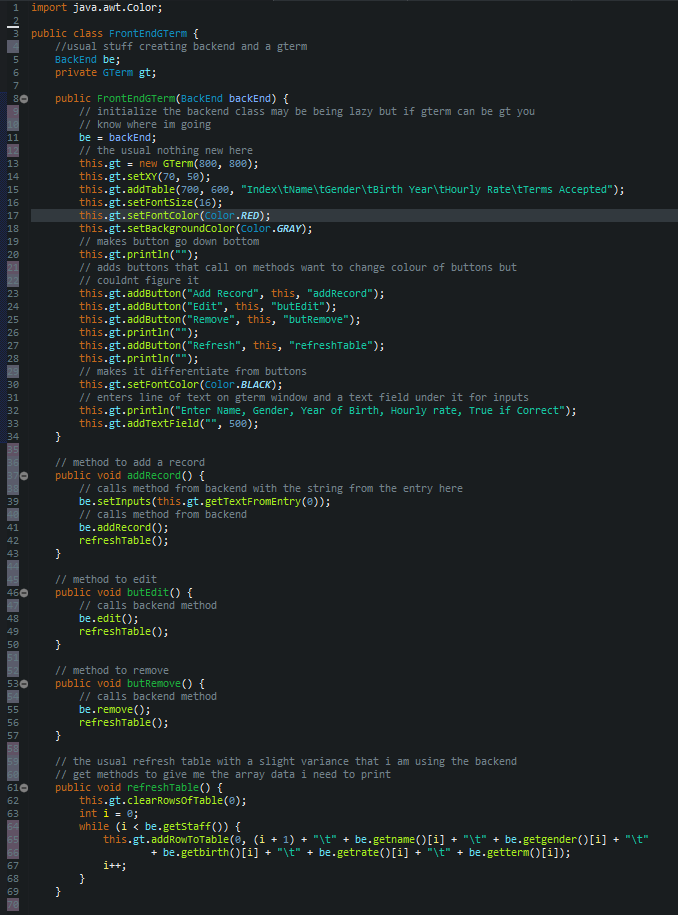 1 import java.awt.Color;
2
3 public class FrontEndGTerm {
4 //usual stuff creating backend and a gterm
5 BackEnd be;
6 private GTerm gt;
7
8 public FrontEndGTerm(BackEnd backEnd) {
9 // initialize the backend class may be being lazy but if gterm can be gt you
10 // know where im going
11 be = backEnd;
12 // the usual nothing new here
13 this.gt = new GTerm(800, 800);
14 this.gt.setXY(70, 50);
15 this.gt.addTable(700, 600, "Index\tName\tGender\tBirth Year\tHourly Rate\tTerms Accepted");
16 this.gt.setFontSize(16);
17 this.gt.setFontColor(Color.RED);
18 this.gt.setBackgroundColor(Color.GRAY);
19 // makes button go down bottom
20 this.gt.println("");
21 // adds buttons that call on methods want to change colour of buttons but
22 // couldnt figure it
23 this.gt.addButton("Add Record", this, "addRecord");
24 this.gt.addButton("Edit", this, "butEdit");
25 this.gt.addButton("Remove", this, "butRemove");
26 this.gt.println("");
27 this.gt.addButton("Refresh", this, "refreshTable");
28 this.gt.println("");
29 // makes it differentiate from buttons
30 this.gt.setFontColor(Color.BLACK);
31 // enters line of text on gterm window and a text field under it for inputs
32 this.gt.println("Enter Name, Gender, Year of Birth, Hourly rate, True if Correct");
33 this.gt.addTextField("", 500);
34 }
35
36 // method to add a record
37 public void addRecord() {
38 // calls method from backend with the string from the entry here
39 be.setInputs(this.gt.getTextFromEntry(0));
40 // calls method from backend
41 be.addRecord();
42 refreshTable();
43 }
44
45 // method to edit
46 public void butEdit() {
47 // calls backend method
48 be.edit();
49 refreshTable();
50 }
51
52 // method to remove
53 public void butRemove() {
54 // calls backend method
55 be.remove();
56 refreshTable();
57 }
58
59 // the usual refresh table with a slight variance that i am using the backend
60 // get methods to give me the array data i need to print
61 public void refreshTable() {
62 this.gt.clearRowsOfTable(0);
63 int i = 0;
64 while (i < be.getStaff()) {
65 this.gt.addRowToTable(0, (i + 1) + "\t" + be.getname()[i] + "\t" + be.getgender()[i] + "\t"
66 + be.getbirth()[i] + "\t" + be.getrate()[i] + "\t" + be.getterm()[i]);
67 i++;
68 }
69 }
70